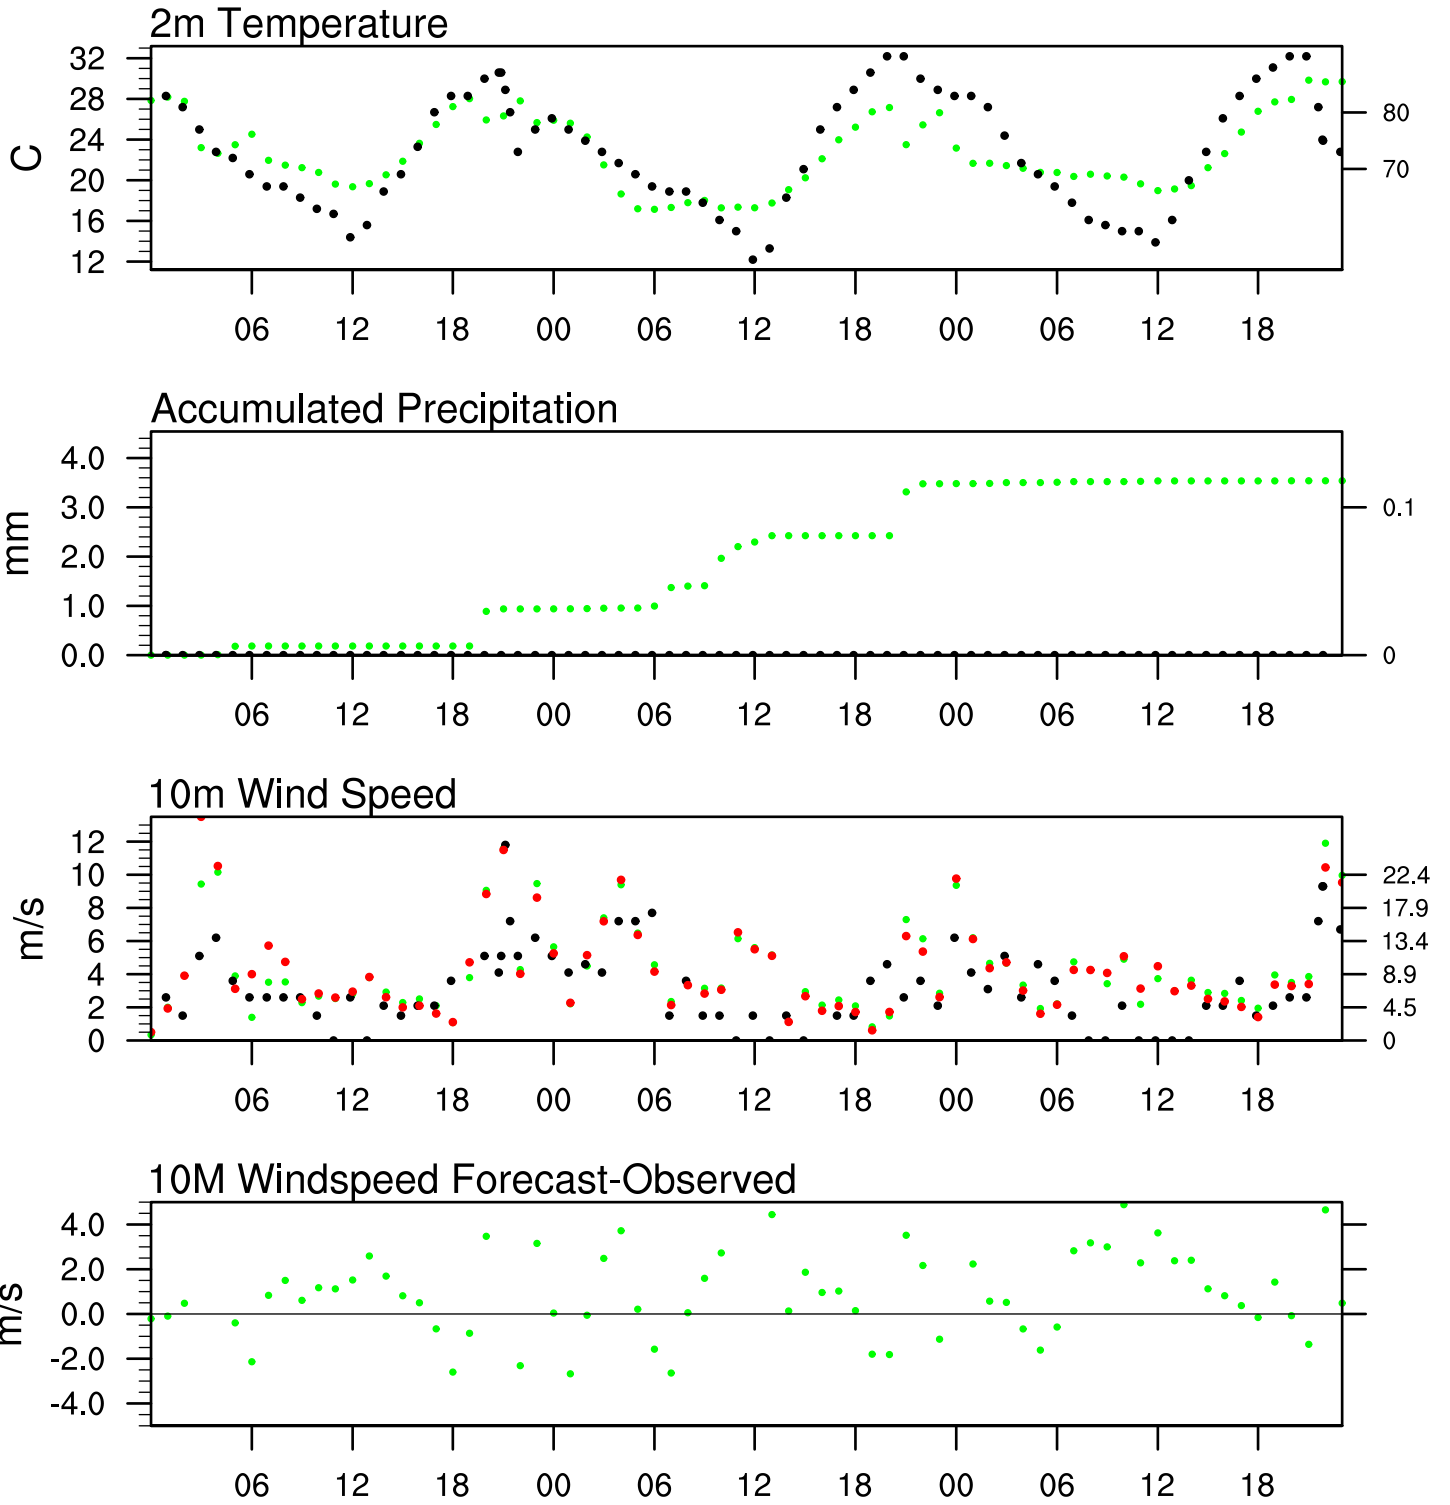 2m Temperature
32
28
24
20
16
12
C
80
70
06 12 18 00 06 12 18 00 06 12 18
Accumulated Precipitation
4.0
3.0
2.0
1.0
0.0
mm
0.1
0
06 12 18 00 06 12 18 00 06 12 18
10m Wind Speed
12
10
8
6
4
2
0
m/s
22.4
17.9
13.4
8.9
4.5
0
06 12 18 00 06 12 18 00 06 12 18
10M Windspeed Forecast-Observed
4.0
2.0
0.0
-2.0
-4.0
m/s
06 12 18 00 06 12 18 00 06 12 18